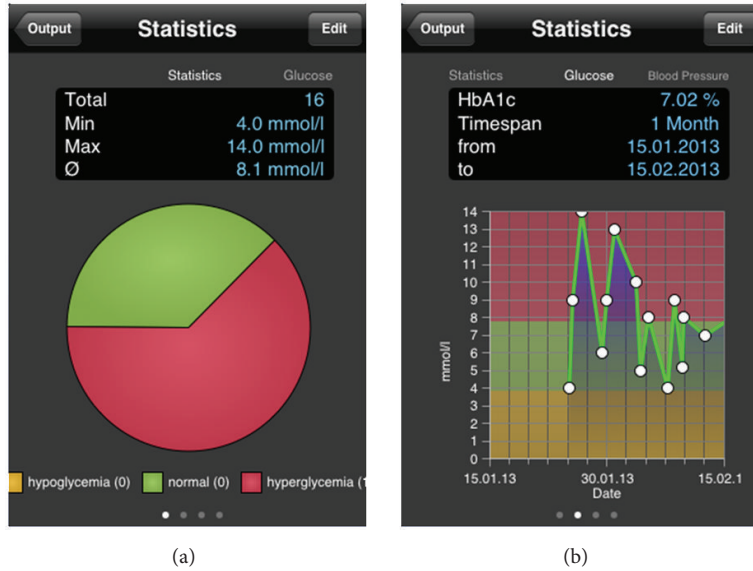 Output Statistics Edit
Statistics Glucose
Total 16
Min 4.0 mmol/l
Max 14.0 mmol/l
Ø 8.1 mmol/l
hypoglycemia (0) normal (0) hyperglycemia (1
(a)
Output Statistics Edit
Statistics Glucose Blood Pressure
HbA1c 7.02 %
Timespan 1 Month
from 15.01.2013
to 15.02.2013
14
13
12
11
10
9
8
7
6
5
4
3
2
1
0
mmol/l
15.01.13 30.01.13 15.02.1
Date
(b)